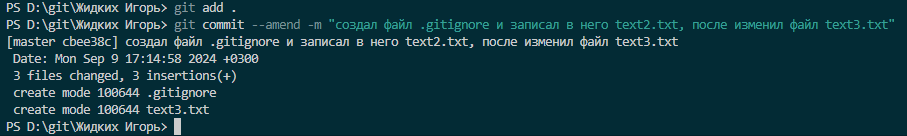 PS D:\git\Жидких Игорь> git add .
PS D:\git\Жидких Игорь> git commit --amend -m "создал файл .gitignore и записал в него text2.txt, после изменил файл text3.txt"
[master cbee38c] создал файл .gitignore и записал в него text2.txt, после изменил файл text3.txt
 Date: Mon Sep 9 17:14:58 2024 +0300
 3 files changed, 3 insertions(+)
 create mode 100644 .gitignore
 create mode 100644 text3.txt
PS D:\git\Жидких Игорь>